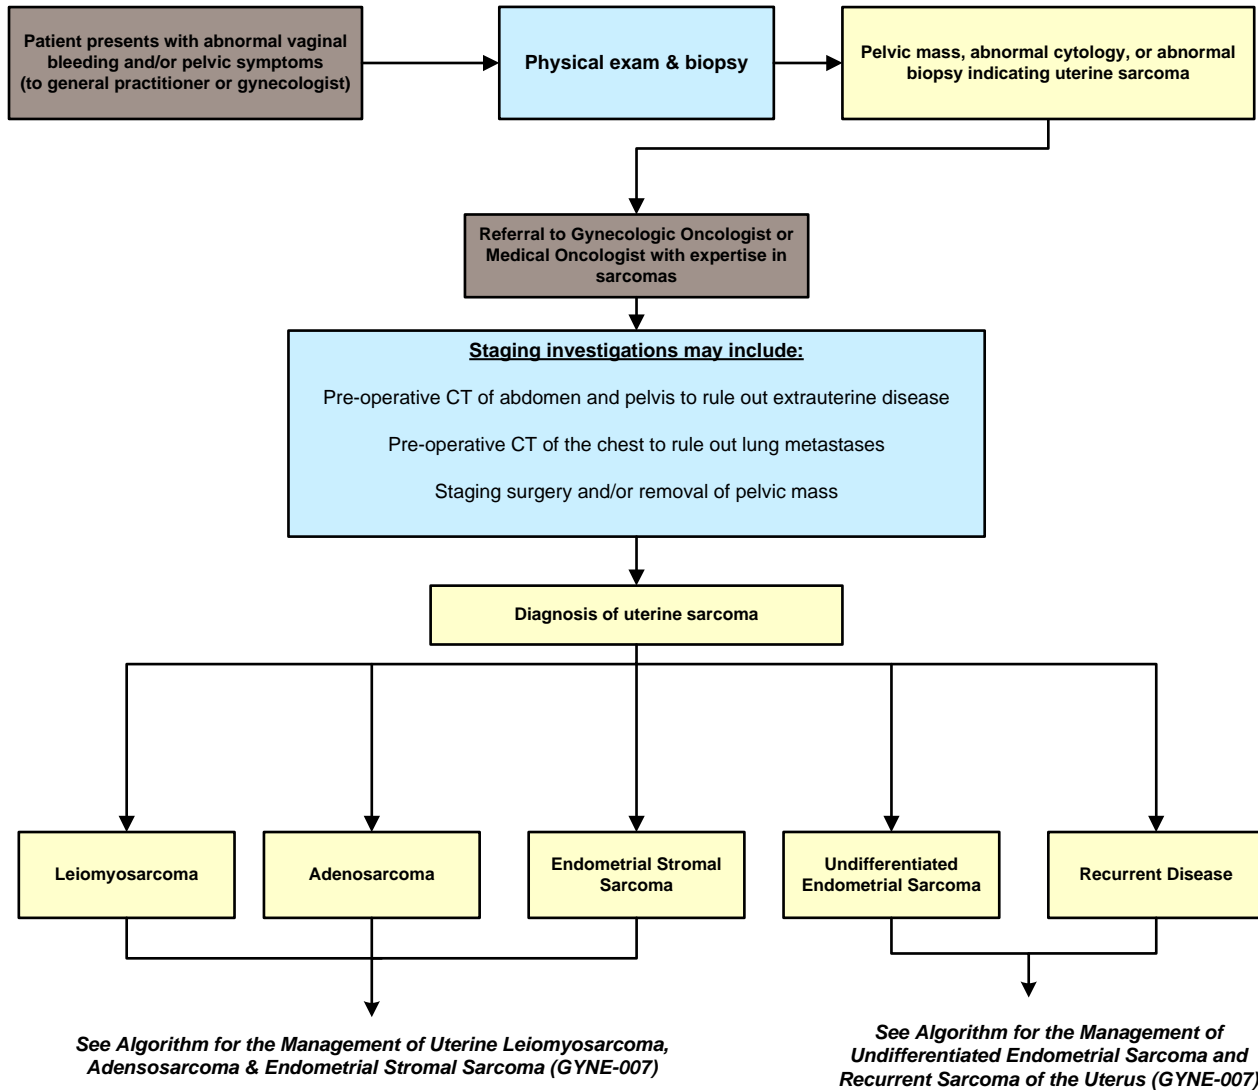 Patient presents with abnormal vaginal
bleeding and/or pelvic symptoms
(to general practitioner or gynecologist)
Physical exam & biopsy
Pelvic mass, abnormal cytology, or abnormal
biopsy indicating uterine sarcoma
Referral to Gynecologic Oncologist or
Medical Oncologist with expertise in
sarcomas
Staging investigations may include:
Pre-operative CT of abdomen and pelvis to rule out extrauterine disease
Pre-operative CT of the chest to rule out lung metastases
Staging surgery and/or removal of pelvic mass
Diagnosis of uterine sarcoma
Leiomyosarcoma
Adenosarcoma
Endometrial Stromal
Sarcoma
Undifferentiated
Endometrial Sarcoma
Recurrent Disease
See Algorithm for the Management of Uterine Leiomyosarcoma,
Adensosarcoma & Endometrial Stromal Sarcoma (GYNE-007)
See Algorithm for the Management of
Undifferentiated Endometrial Sarcoma and
Recurrent Sarcoma of the Uterus (GYNE-007)